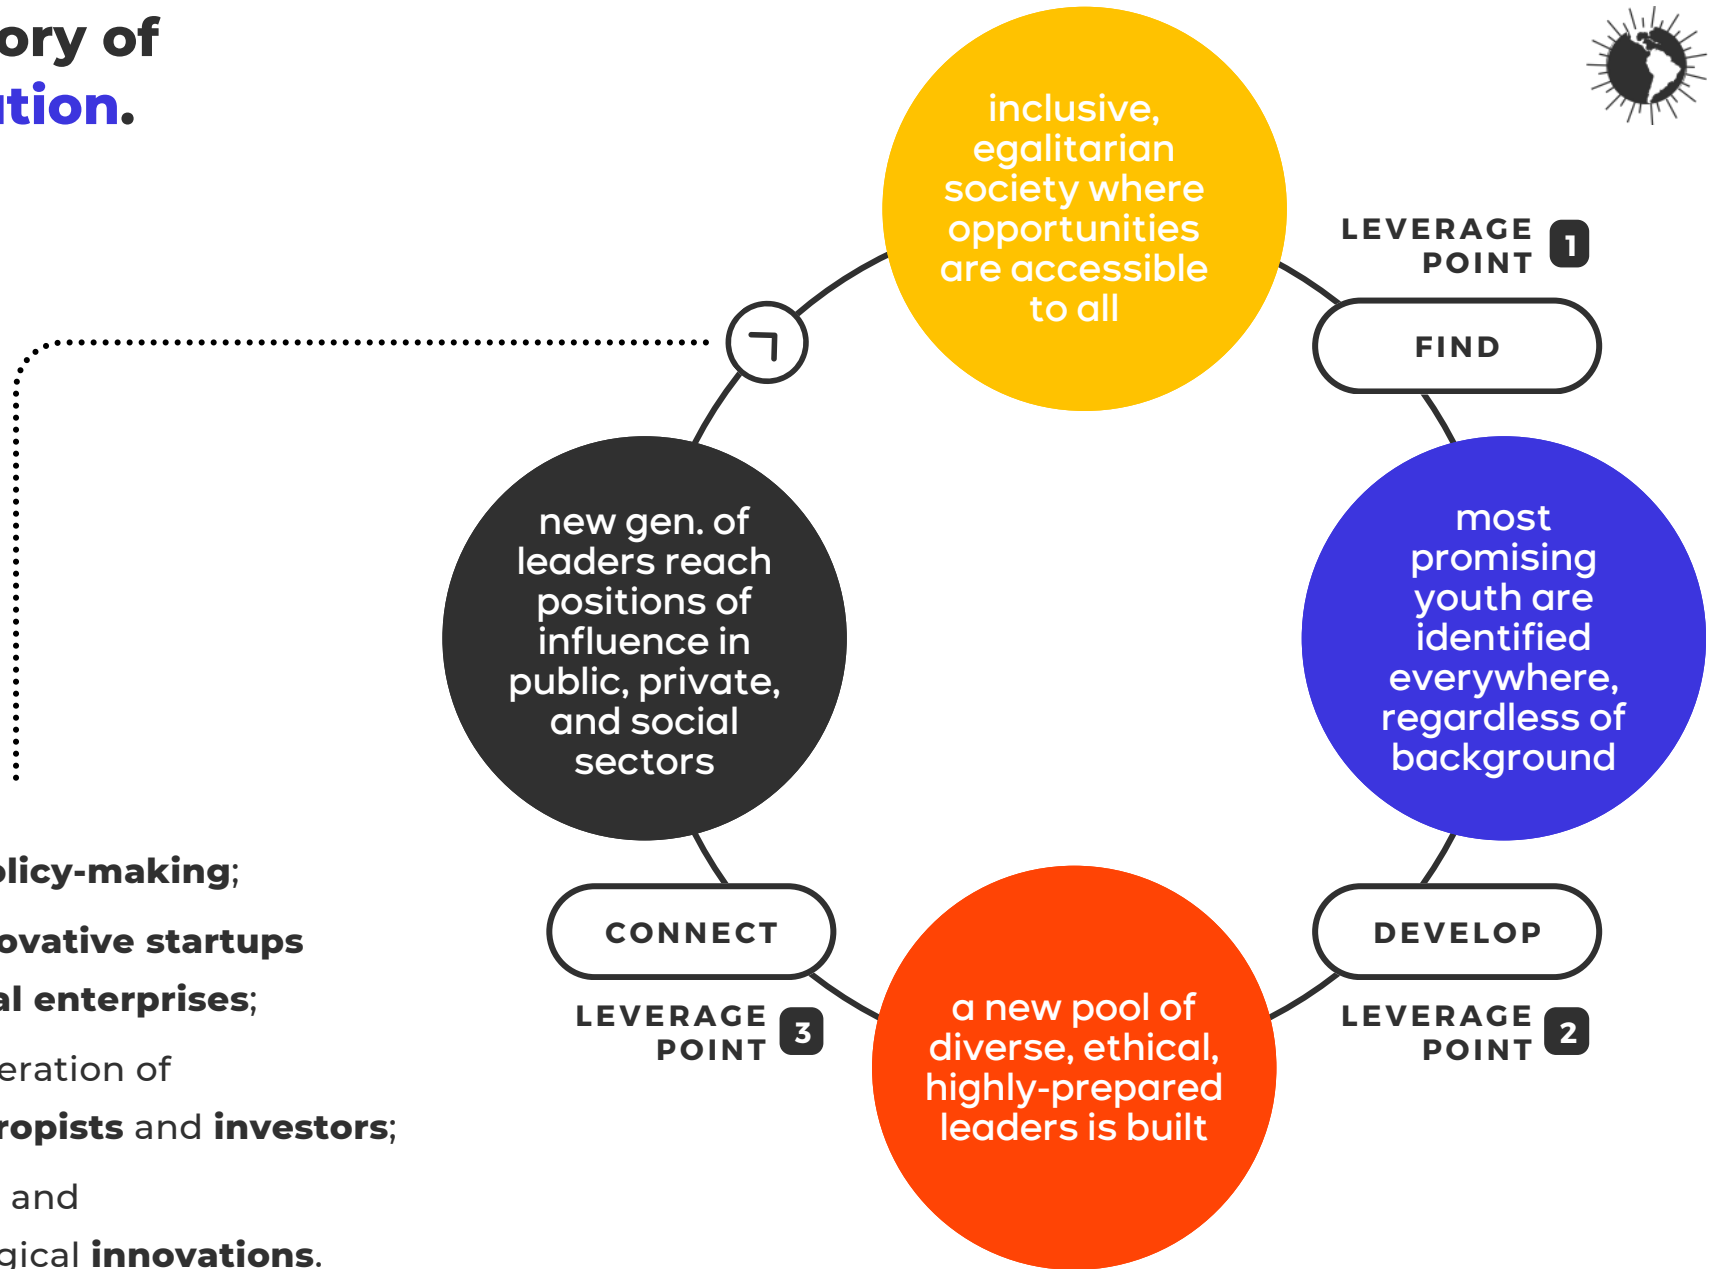 ory of
ution.
inclusive,
egalitarian
society where
opportunities
are accessible
to all
LEVERAGE
POINT 1
FIND
most
promising
youth are
identified
everywhere,
regardless of
background
DEVELOP
LEVERAGE
POINT 2
a new pool of
diverse, ethical,
highly-prepared
leaders is built
CONNECT
LEVERAGE
POINT 3
new gen. of
leaders reach
positions of
influence in
public, private,
and social
sectors
olicy-making;
ovative startups
al enterprises;
eration of
ropists and investors;
and
gical innovations.